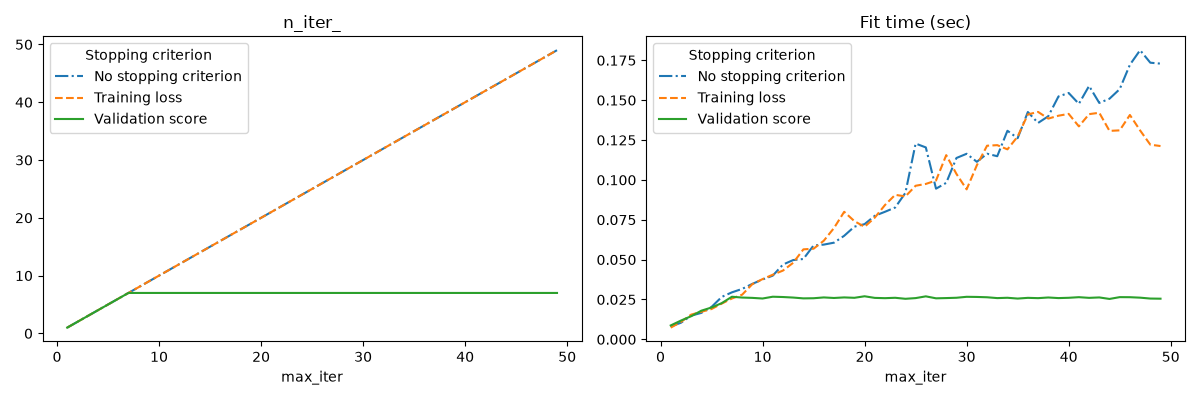 n_iter_
Stopping criterion
No stopping criterion
Training loss
Validation score
50
40
30
20
10
0
0 10 20 30 40 50
max_iter
Fit time (sec)
Stopping criterion
No stopping criterion
Training loss
Validation score
0.175
0.150
0.125
0.100
0.075
0.050
0.025
0.000
0 10 20 30 40 50
max_iter